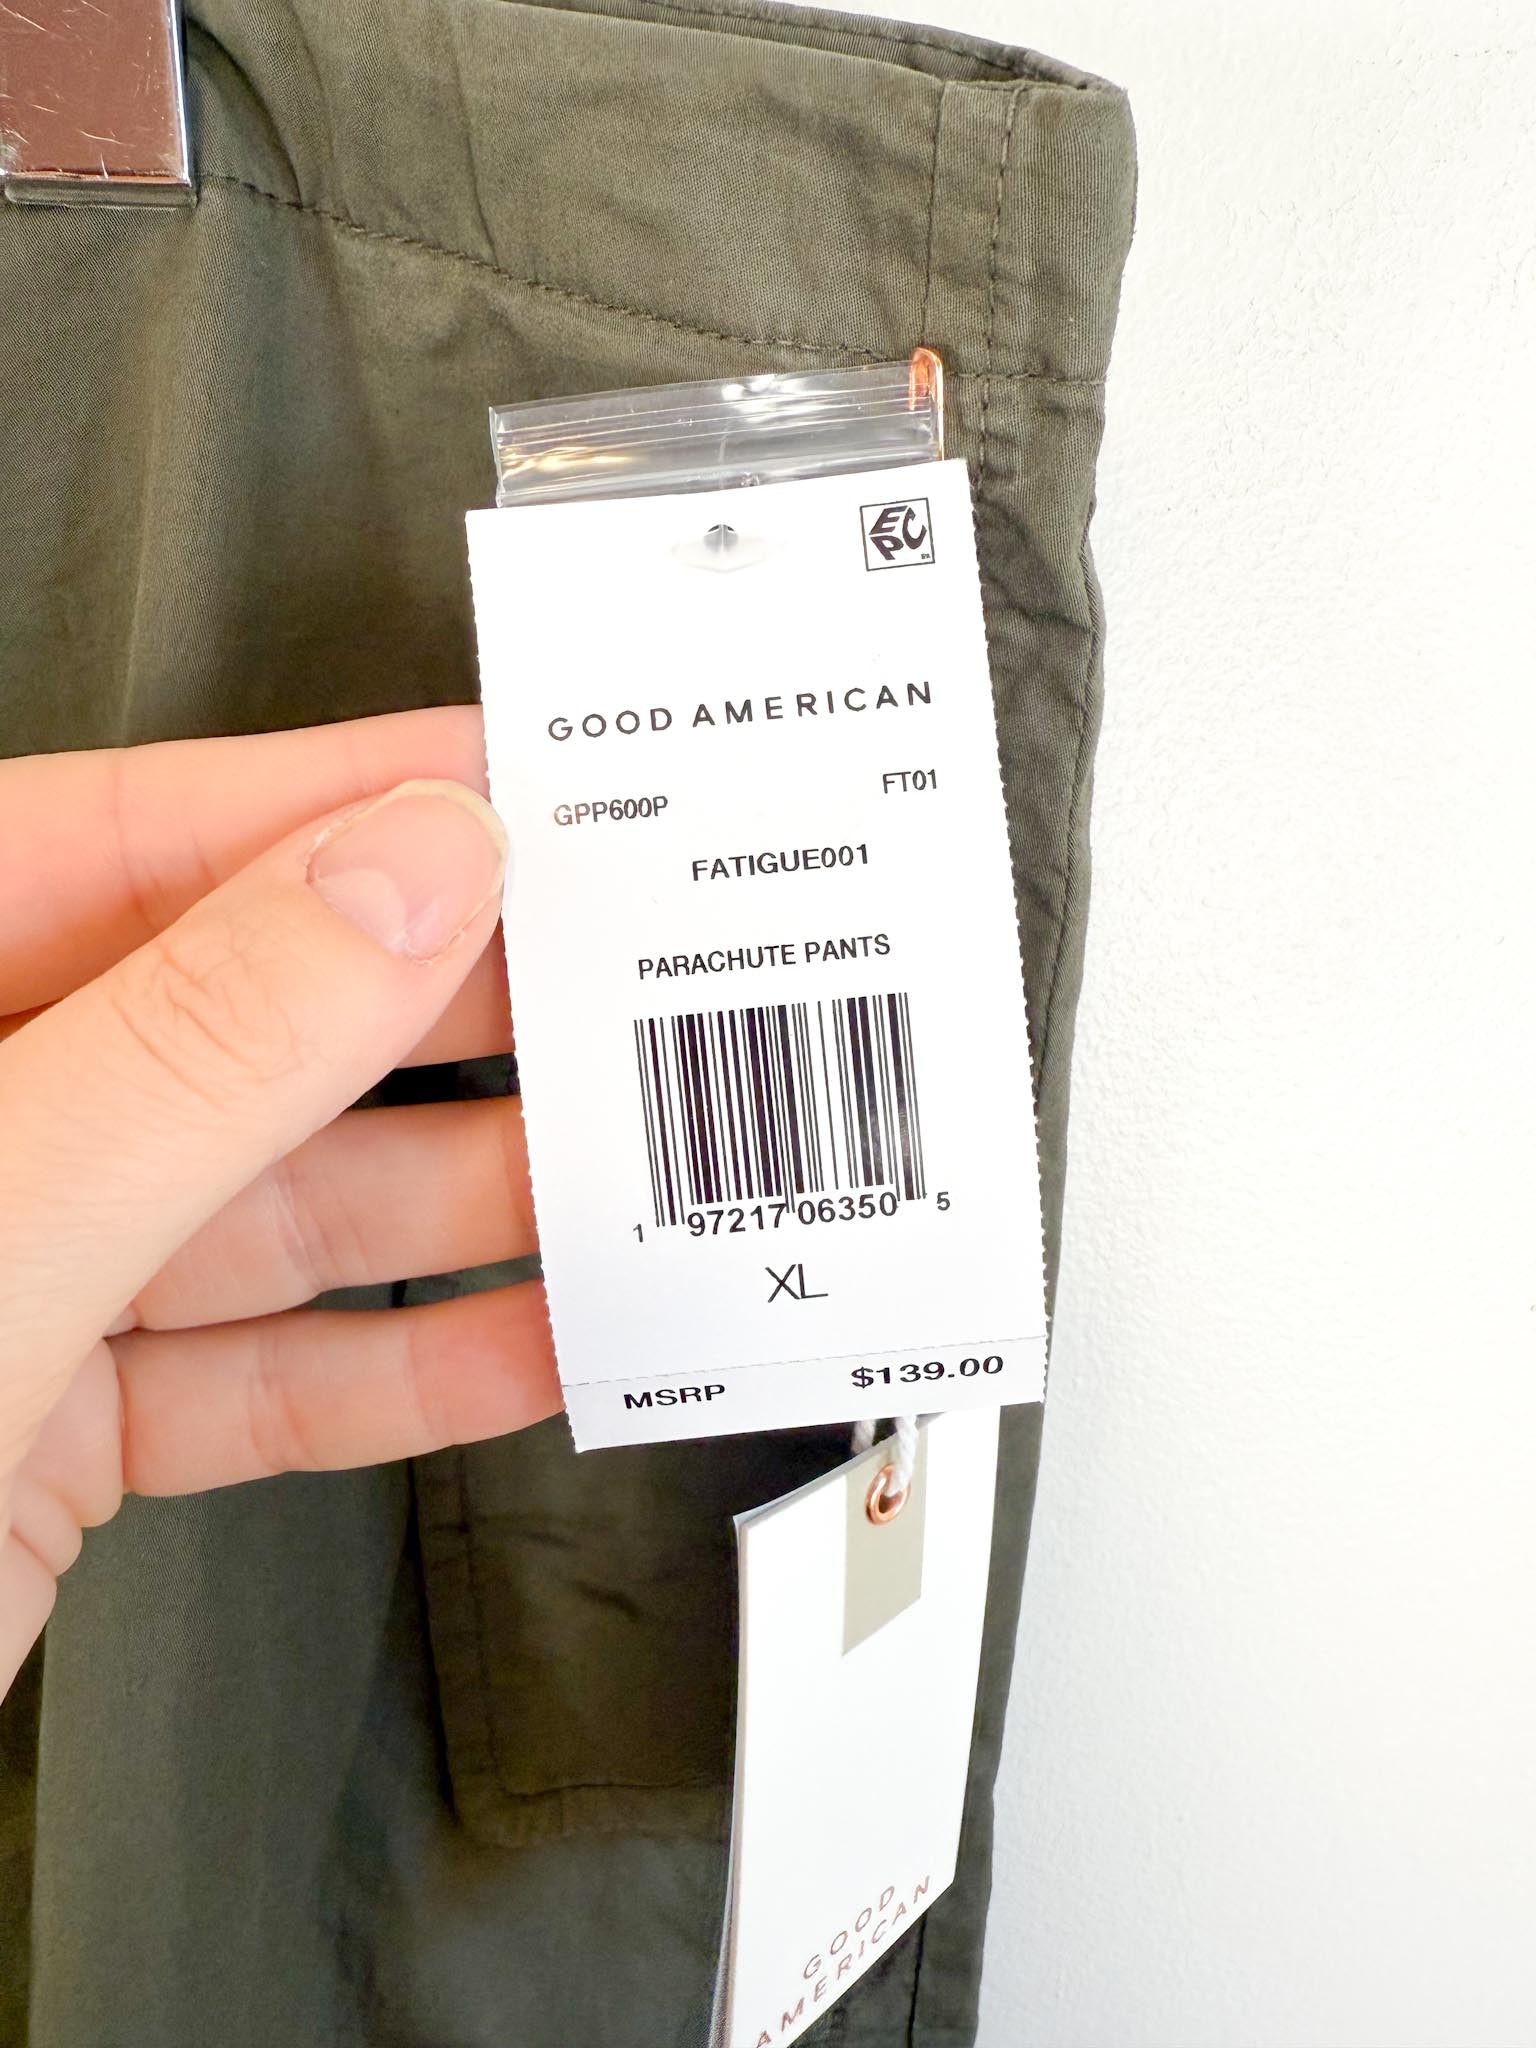 EPC
GOOD AMERICAN
GPP600P FT01
FATIGUE001
PARACHUTE PANTS
1 97217 06350 5
XL
MSRP $139.00
GOOD
AMERICAN